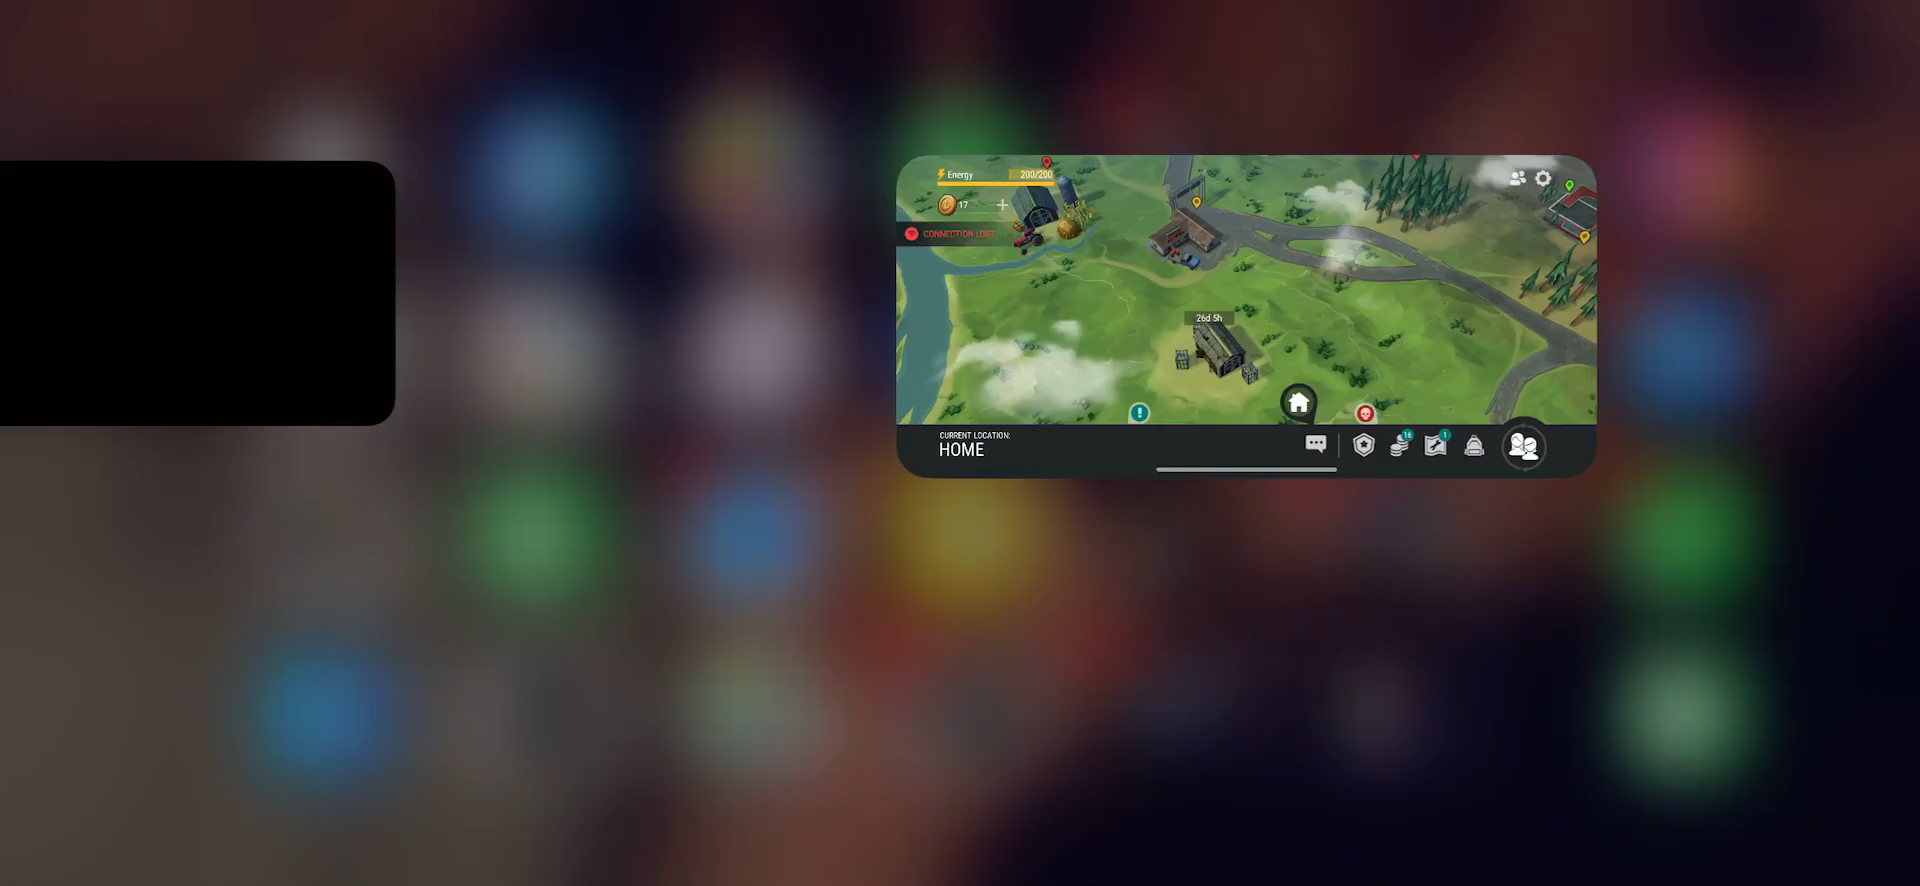 Energy 200/200
17
CONNECTION LOST
26d 5h
CURRENT LOCATION:
HOME
16
1